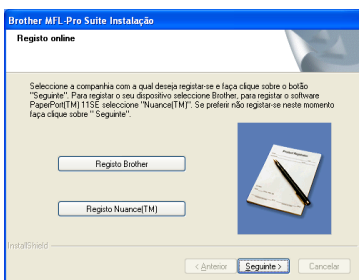 Brother MFL-Pro Suite Instalação
Registo online
Seleccione a companhia com a qual deseja registar-se e faça clique sobre o botão
"Seguinte". Para registar o seu dispositivo seleccione Brother, para registar o software
PaperPort(TM) 11SE seleccione "Nuance(TM)". Se preferir não registar-se neste momento
faça clique sobre " Seguinte".
Registo Brother
Registo Nuance(TM)
InstallShield
< Anterior
Seguinte >
Cancelar